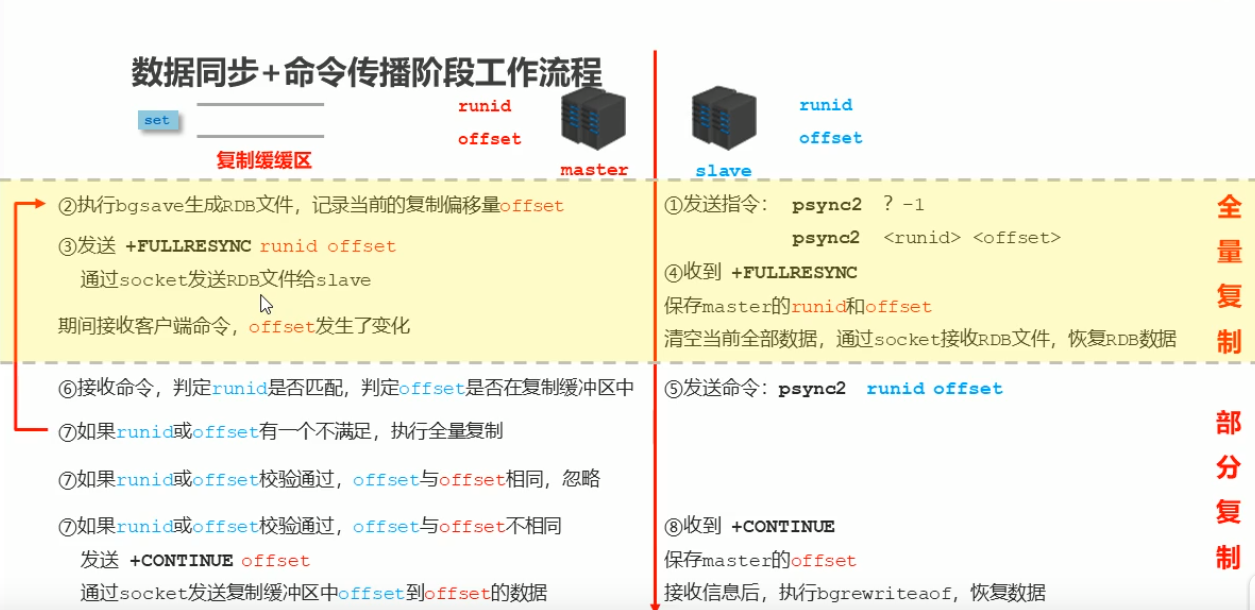 数据同步+命令传播阶段工作流程
set
复制缓缓区
runid
offset
master
slave
runid
offset
②执行bgsave生成RDB文件，记录当前的复制偏移量offset
③发送 +FULLRESYNC runid offset
通过socket发送RDB文件给slave
期间接收客户端命令，offset发生了变化
①发送指令： psync2 ? -1
psync2 <runid> <offset>
④收到 +FULLRESYNC
保存master的runid和offset
清空当前全部数据，通过socket接收RDB文件，恢复RDB数据
全量复制
⑥接收命令，判定runid是否匹配，判定offset是否在复制缓冲区中
⑦如果runid或offset有一个不满足，执行全量复制
⑦如果runid或offset校验通过，offset与offset相同，忽略
⑦如果runid或offset校验通过，offset与offset不相同
发送 +CONTINUE offset
通过socket发送复制缓冲区中offset到offset的数据
⑤发送命令：psync2 runid offset
⑧收到 +CONTINUE
保存master的offset
接收信息后，执行bgrewriteaof，恢复数据
部分复制